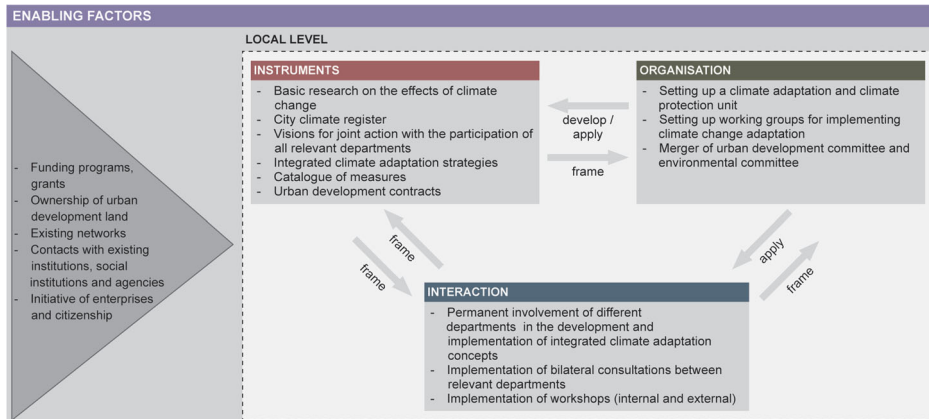 ENABLING FACTORS
- Funding programs,
grants
- Ownership of urban
development land
- Existing networks
- Contacts with existing
institutions, social
institutions and agencies
- Initiative of enterprises
and citizenship
LOCAL LEVEL
INSTRUMENTS
- Basic research on the effects of climate
change
- City climate register
- Visions for joint action with the participation of
all relevant departments
- Integrated climate adaptation strategies
- Catalogue of measures
- Urban development contracts
develop /
apply
frame
ORGANISATION
- Setting up a climate adaptation and climate
protection unit
- Setting up working groups for implementing
climate change adaptation
- Merger of urban development committee and
environmental committee
frame
frame
apply
frame
INTERACTION
- Permanent involvement of different
departments in the development and
implementation of integrated climate adaptation
concepts
- Implementation of bilateral consultations between
relevant departments
- Implementation of workshops (internal and external)